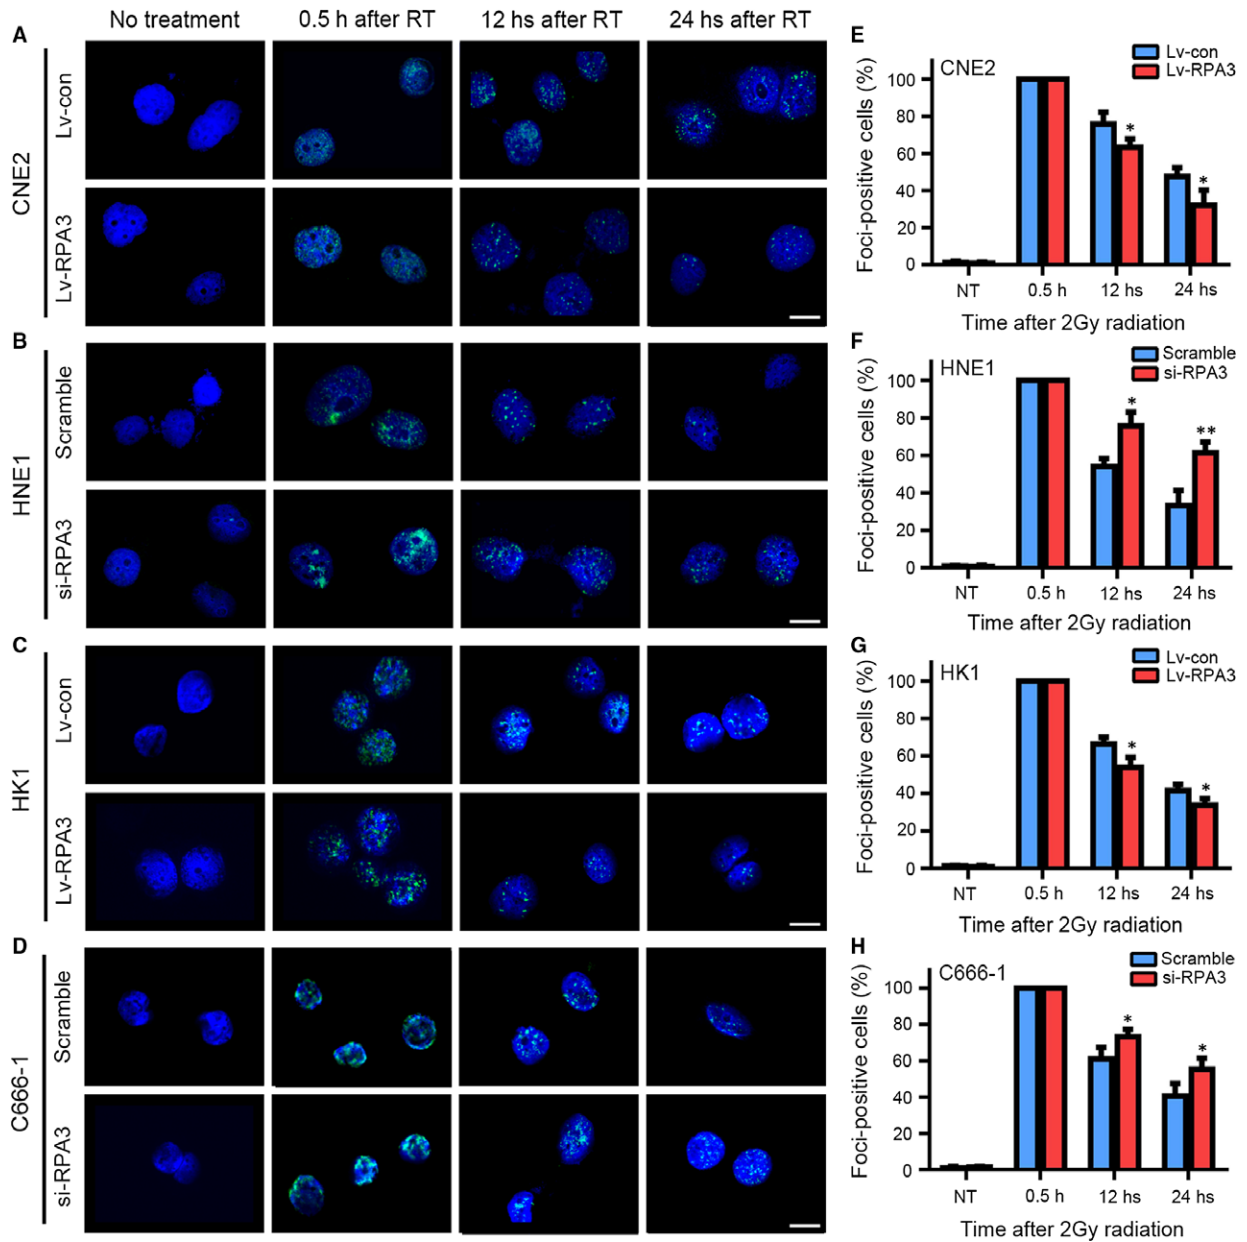 No treatment 0.5 h after RT 12 hs after RT 24 hs after RT
A
CNE2
Lv-con
Lv-RPA3
B
HNE1
Scramble
si-RPA3
C
HK1
Lv-con
Lv-RPA3
D
C666-1
Scramble
si-RPA3
E
CNE2
Lv-con
Lv-RPA3
Foci-positive cells (%)
100
80
60
40
20
0
* *
NT 0.5 h 12 hs 24 hs
Time after 2Gy radiation
F
HNE1
Scramble
si-RPA3
Foci-positive cells (%)
100
80
60
40
20
0
* **
NT 0.5 h 12 hs 24 hs
Time after 2Gy radiation
G
HK1
Lv-con
Lv-RPA3
Foci-positive cells (%)
100
80
60
40
20
0
* *
NT 0.5 h 12 hs 24 hs
Time after 2Gy radiation
H
C666-1
Scramble
si-RPA3
Foci-positive cells (%)
100
80
60
40
20
0
* *
NT 0.5 h 12 hs 24 hs
Time after 2Gy radiation